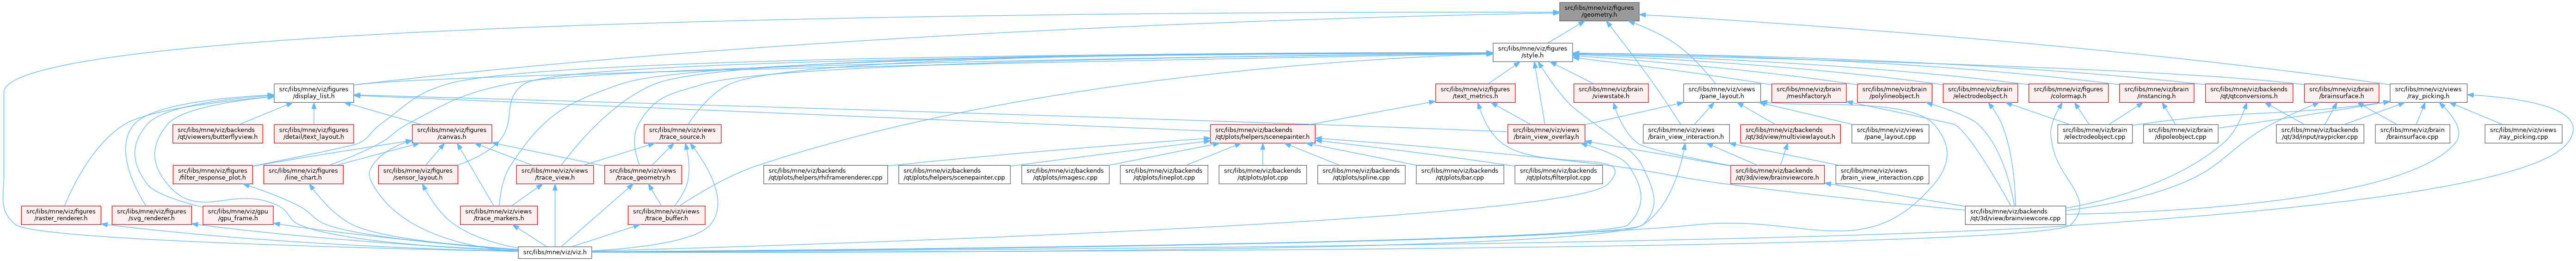 src/libs/mne/viz/figures
/geometry.h
src/libs/mne/viz/figures
/style.h
src/libs/mne/viz/figures
/display_list.h
src/libs/mne/viz/figures
/text_metrics.h
src/libs/mne/viz/brain
/viewstate.h
src/libs/mne/viz/views
/pane_layout.h
src/libs/mne/viz/brain
/meshfactory.h
src/libs/mne/viz/brain
/polylineobject.h
src/libs/mne/viz/brain
/electrodeobject.h
src/libs/mne/viz/figures
/colormap.h
src/libs/mne/viz/brain
/instancing.h
src/libs/mne/viz/backends
/qt/qtconversions.h
src/libs/mne/viz/brain
/brainsurface.h
src/libs/mne/viz/views
/ray_picking.h
src/libs/mne/viz/backends
/qt/viewers/butterflyview.h
src/libs/mne/viz/figures
/detail/text_layout.h
src/libs/mne/viz/figures
/canvas.h
src/libs/mne/viz/views
/trace_source.h
src/libs/mne/viz/backends
/qt/plots/helpers/scenepainter.h
src/libs/mne/viz/views
/brain_view_overlay.h
src/libs/mne/viz/views
/brain_view_interaction.h
src/libs/mne/viz/backends
/qt/3d/view/multiviewlayout.h
src/libs/mne/viz/views
/pane_layout.cpp
src/libs/mne/viz/brain
/electrodeobject.cpp
src/libs/mne/viz/brain
/dipoleobject.cpp
src/libs/mne/viz/backends
/qt/3d/input/raypicker.cpp
src/libs/mne/viz/brain
/brainsurface.cpp
src/libs/mne/viz/views
/ray_picking.cpp
src/libs/mne/viz/figures
/filter_response_plot.h
src/libs/mne/viz/figures
/line_chart.h
src/libs/mne/viz/figures
/sensor_layout.h
src/libs/mne/viz/views
/trace_view.h
src/libs/mne/viz/views
/trace_geometry.h
src/libs/mne/viz/backends
/qt/plots/helpers/rhiframerenderer.cpp
src/libs/mne/viz/backends
/qt/plots/helpers/scenepainter.cpp
src/libs/mne/viz/backends
/qt/plots/imagesc.cpp
src/libs/mne/viz/backends
/qt/plots/lineplot.cpp
src/libs/mne/viz/backends
/qt/plots/plot.cpp
src/libs/mne/viz/backends
/qt/plots/spline.cpp
src/libs/mne/viz/backends
/qt/plots/bar.cpp
src/libs/mne/viz/backends
/qt/plots/filterplot.cpp
src/libs/mne/viz/backends
/qt/3d/view/brainviewcore.h
src/libs/mne/viz/views
/brain_view_interaction.cpp
src/libs/mne/viz/figures
/raster_renderer.h
src/libs/mne/viz/figures
/svg_renderer.h
src/libs/mne/viz/gpu
/gpu_frame.h
src/libs/mne/viz/views
/trace_markers.h
src/libs/mne/viz/views
/trace_buffer.h
src/libs/mne/viz/backends
/qt/3d/view/brainviewcore.cpp
src/libs/mne/viz/viz.h